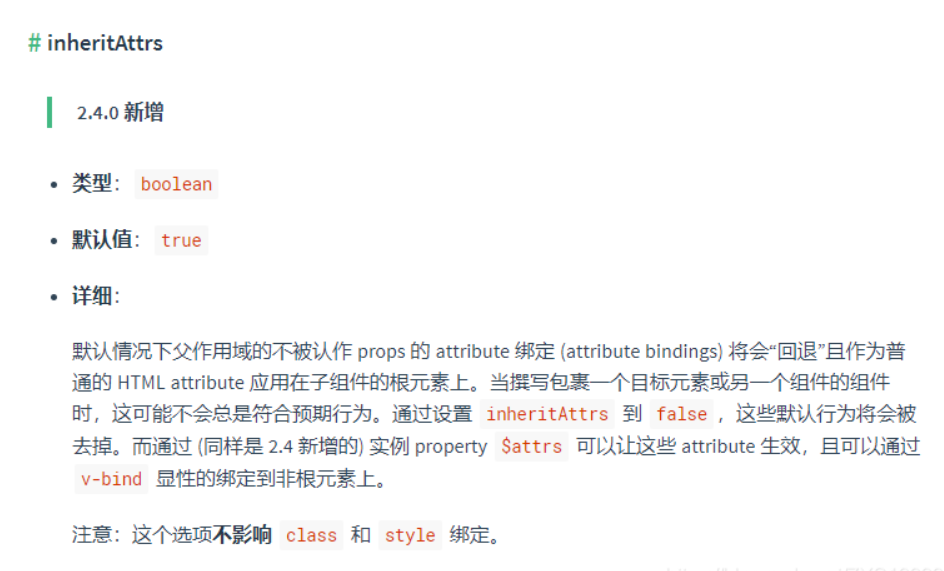 # inheritAttrs
2.4.0 新增
类型： boolean
默认值： true
详细：
默认情况下父作用域的不被认作 props 的 attribute 绑定 (attribute bindings) 将会“回退”且作为普
通的 HTML attribute 应用在子组件的根元素上。当撰写包裹一个目标元素或另一个组件的组件
时，这可能不会总是符合预期行为。通过设置 inheritAttrs 到 false ，这些默认行为将会被
去掉。而通过 (同样是 2.4 新增的) 实例 property $attrs 可以让这些 attribute 生效，且可以通过
v-bind 显性的绑定到非根元素上。
注意：这个选项不影响 class 和 style 绑定。